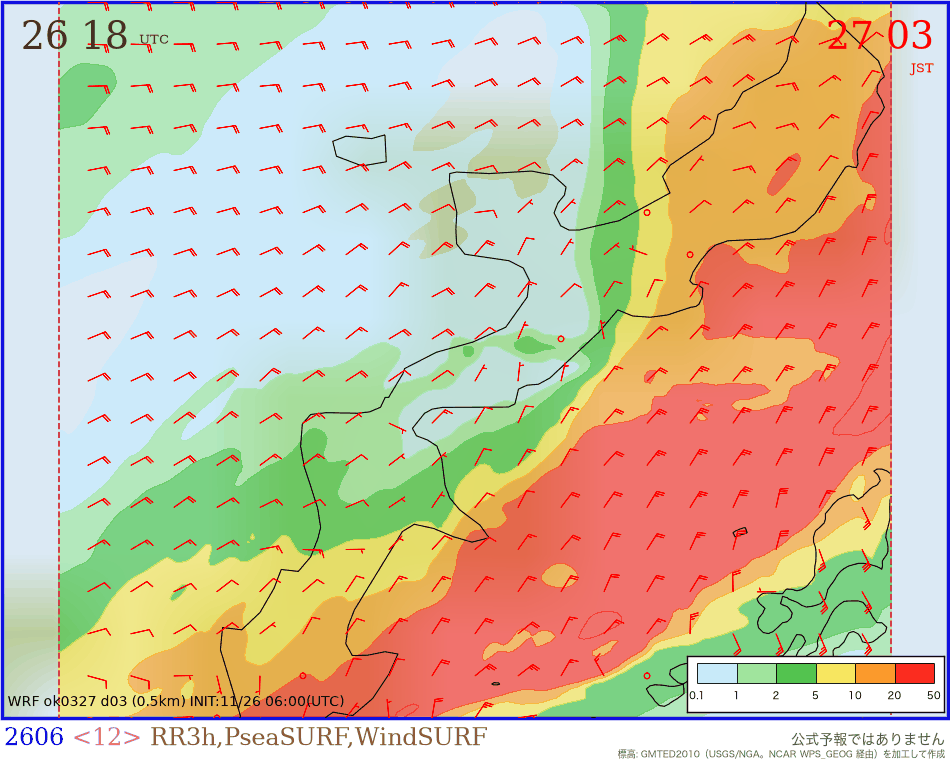 26 18 UTC
27 03
JST
0.1 1 2 5 10 20 50
WRF ok0327 d03 (0.5km) INIT:11/26 06:00(UTC)
2606 <12> RR3h,PseaSURF,WindSURF
公式予報ではありません
標高: GMTED2010（USGS/NGA。NCAR WPS_GEOG 経由）を加工して作成